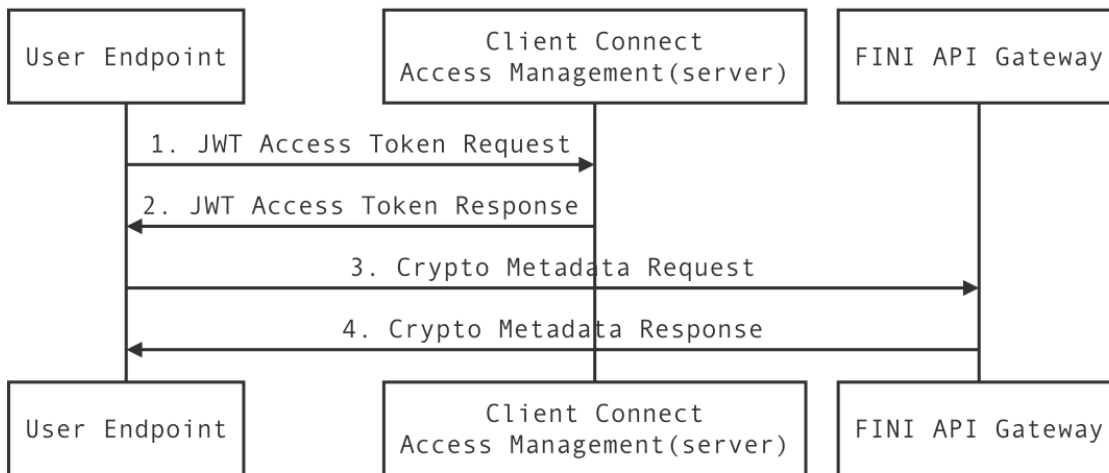 User Endpoint
Client Connect
Access Management(server)
FINI API Gateway
1. JWT Access Token Request
2. JWT Access Token Response
3. Crypto Metadata Request
4. Crypto Metadata Response
User Endpoint
Client Connect
Access Management(server)
FINI API Gateway